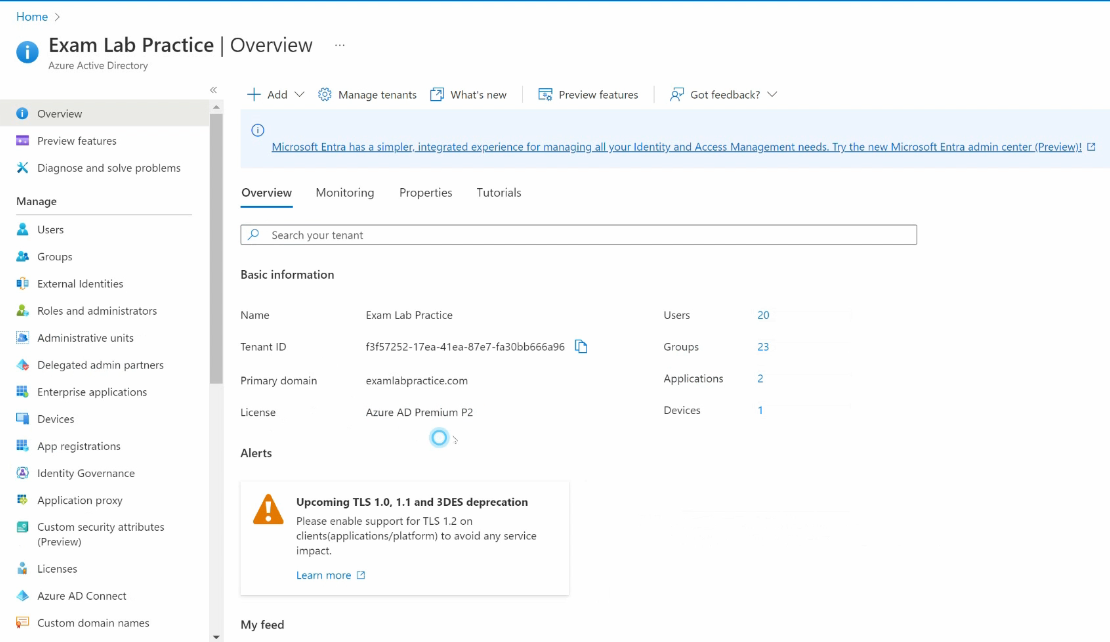 Home >
Exam Lab Practice | Overview ...
Azure Active Directory
«
Overview
Preview features
Diagnose and solve problems
Manage
Users
Groups
External Identities
Roles and administrators
Administrative units
Delegated admin partners
Enterprise applications
Devices
App registrations
Identity Governance
Application proxy
Custom security attributes
(Preview)
Licenses
Azure AD Connect
Custom domain names
Add Manage tenants What's new Preview features Got feedback?
Microsoft Entra has a simpler, integrated experience for managing all your Identity and Access Management needs. Try the new Microsoft Entra admin center (Preview)!
Overview Monitoring Properties Tutorials
Search your tenant
Basic information
Name Exam Lab Practice Users 20
Tenant ID f3f57252-17ea-41ea-87e7-fa30bb666a96 Groups 23
Primary domain examlabpractice.com Applications 2
License Azure AD Premium P2 Devices 1
Alerts
Upcoming TLS 1.0, 1.1 and 3DES deprecation
Please enable support for TLS 1.2 on
clients(applications/platform) to avoid any service
impact.
Learn more
My feed